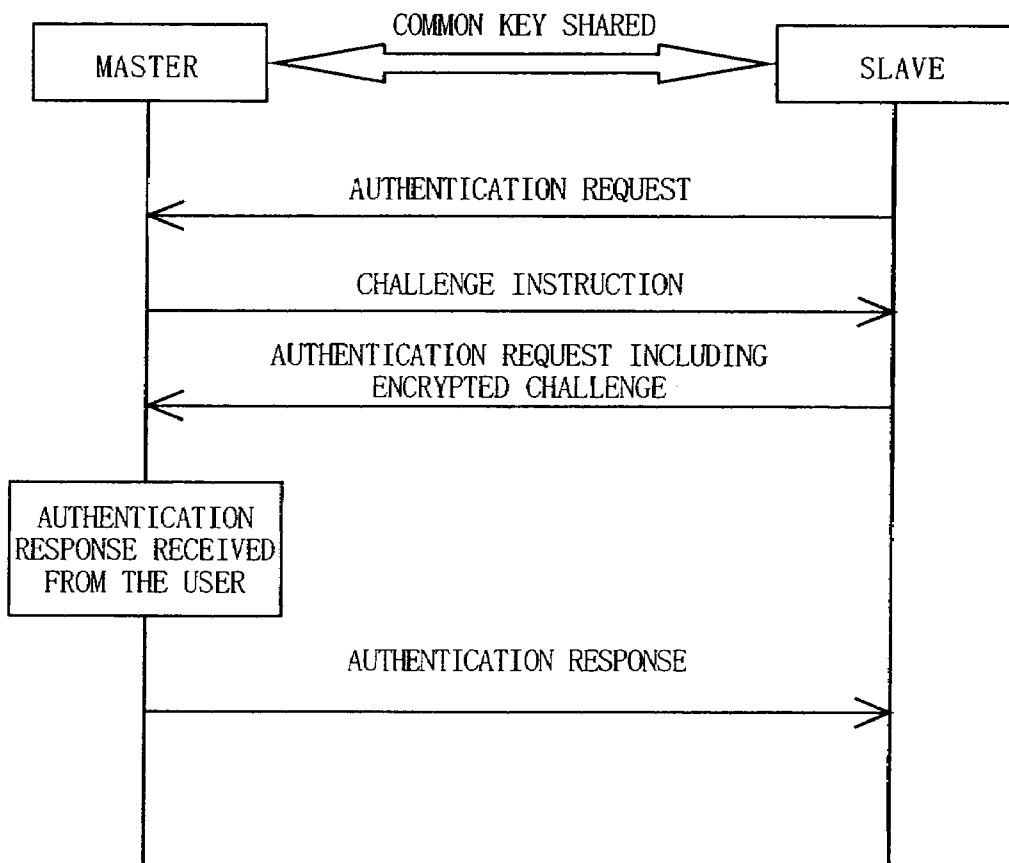 COMMON KEY SHARED
MASTER
SLAVE
AUTHENTICATION REQUEST
CHALLENGE INSTRUCTION
AUTHENTICATION REQUEST INCLUDING
ENCRYPTED CHALLENGE
AUTHENTICATION
RESPONSE RECEIVED
FROM THE USER
AUTHENTICATION RESPONSE